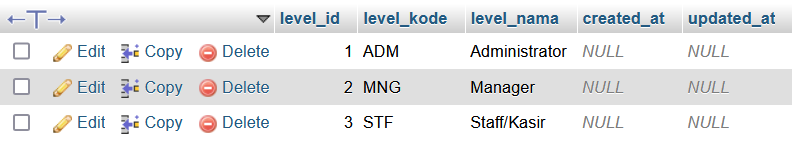 level_id level_kode level_nama created_at updated_at
Edit Copy Delete 1 ADM Administrator NULL NULL
Edit Copy Delete 2 MNG Manager NULL NULL
Edit Copy Delete 3 STF Staff/Kasir NULL NULL